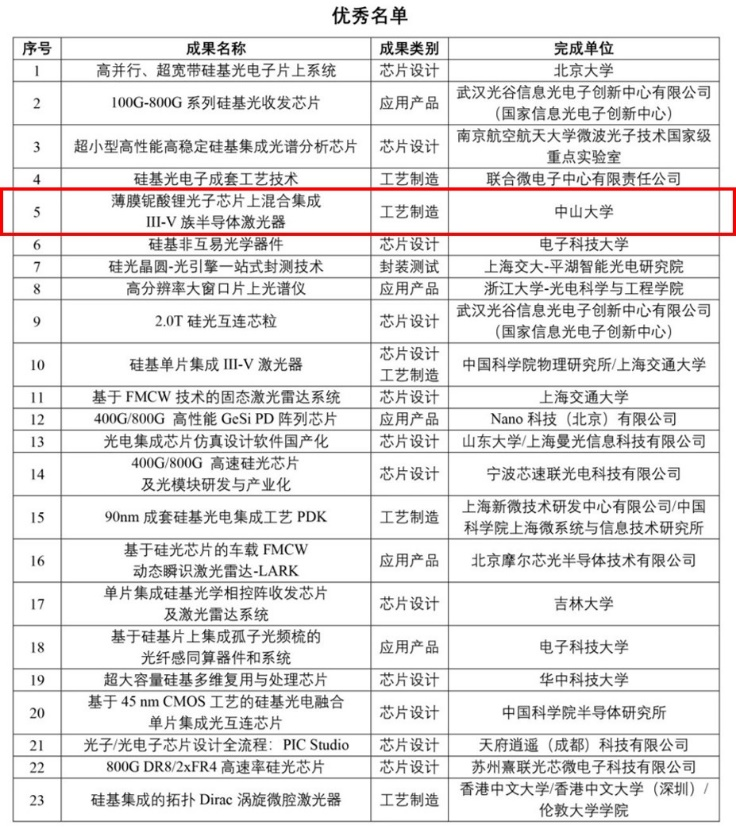 优秀名单
序号 成果名称 成果类别 完成单位
1 高并行、超宽带硅基光电子片上系统 芯片设计 北京大学
2 100G-800G 系列硅基光收发芯片 应用产品 武汉光谷信息光电子创新中心有限公司
（国家信息光电子创新中心）
3 超小型高性能高稳定硅基集成光谱分析芯片 芯片设计 南京航空航天大学微波光子技术国家级
重点实验室
4 硅基光电子成套工艺技术 工艺制造 联合微电子中心有限责任公司
5 薄膜铌酸锂光子芯片上混合集成
III-V 族半导体激光器 工艺制造 中山大学
6 硅基非互易光学器件 芯片设计 电子科技大学
7 硅光晶圆-光引擎一站式封测技术 封装测试 上海交大-平湖智能光电研究院
8 高分辨率大窗口片上光谱仪 应用产品 浙江大学-光电科学与工程学院
9 2.0T 硅光互连芯粒 芯片设计 武汉光谷信息光电子创新中心有限公司
（国家信息光电子创新中心）
10 硅基单片集成 III-V 激光器 芯片设计
工艺制造 中国科学院物理研究所/上海交通大学
11 基于 FMCW 技术的固态激光雷达系统 芯片设计 上海交通大学
12 400G/800G 高性能 GeSi PD 阵列芯片 应用产品 Nano 科技（北京）有限公司
13 光电集成芯片仿真设计软件国产化 芯片设计 山东大学/上海曼光信息科技有限公司
14 400G/800G 高速硅光芯片
及光模块研发与产业化 芯片设计 宁波芯速联光电科技有限公司
15 90nm 成套硅基光电集成工艺 PDK 工艺制造 上海新微技术研发中心有限公司/中国
科学院上海微系统与信息技术研究所
16 基于硅光芯片的车载 FMCW
动态瞬识激光雷达-LARK 应用产品 北京摩尔芯光半导体技术有限公司
17 单片集成硅基光学相控阵收发芯片
及激光雷达系统 芯片设计 吉林大学
18 基于硅基片上集成孤子光频梳的
光纤感同算器件和系统 应用产品 电子科技大学
19 超大容量硅基多维复用与处理芯片 芯片设计 华中科技大学
20 基于 45 nm CMOS 工艺的硅基光电融合
单片集成光互连芯片 芯片设计 中国科学院半导体研究所
21 光子/光电子芯片设计全流程：PIC Studio 芯片设计 天府逍遥（成都）科技有限公司
22 800G DR8/2xFR4 高速率硅光芯片 芯片设计 苏州熹联光芯微电子科技有限公司
23 硅基集成的拓扑 Dirac 涡旋微腔激光器 工艺制造 香港中文大学/香港中文大学（深圳）/
伦敦大学学院